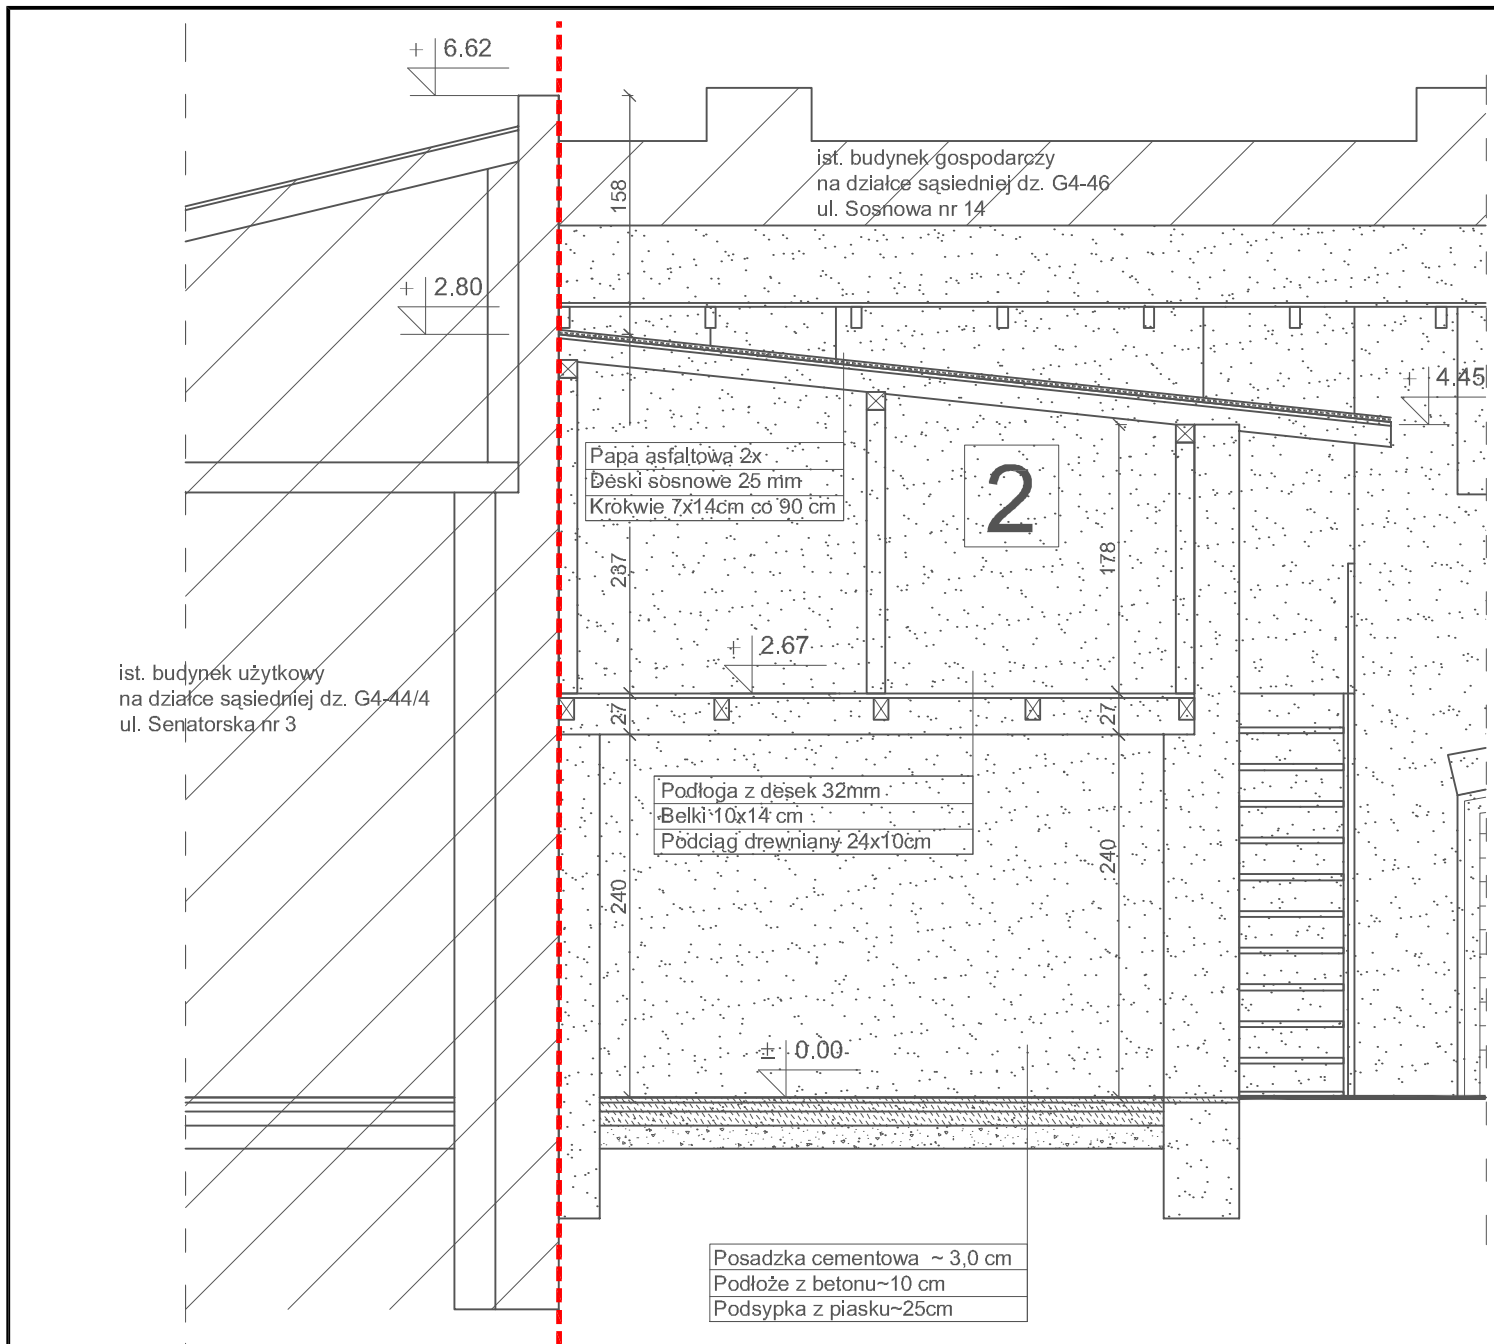 + 6.62
158
ist. budynek gospodarczy
na działce sąsiedniej dz. G4-46
ul. Sosnowa nr 14
+ 2.80
+ 4.45
Papa asfaltowa 2x
Deski sosnowe 25 mm
Krokwie 7x14cm co 90 cm
2
237
178
+ 2.67
ist. budynek użytkowy
na działce sąsiedniej dz. G4-44/4
ul. Senatorska nr 3
27
27
Podłoga z desek 32mm
Belki 10x14 cm
Podciąg drewniany 24x10cm
240
240
± 0.00
Posadzka cementowa ~ 3,0 cm
Podłoże z betonu~10 cm
Podsypka z piasku~25cm